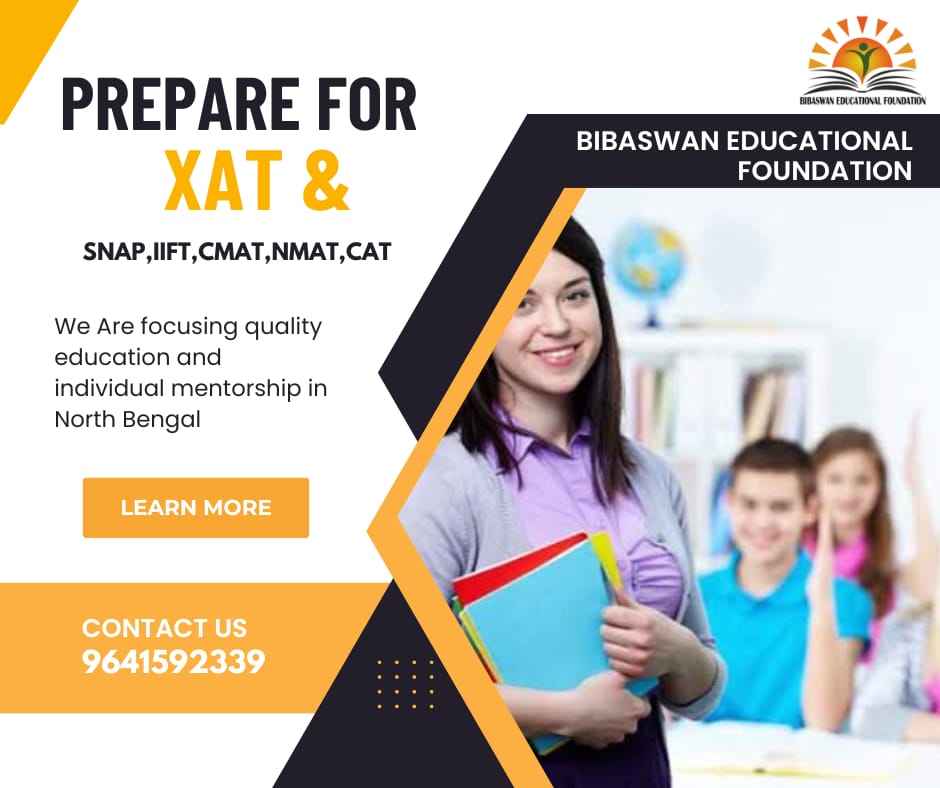 PREPARE FOR
XAT &
SNAP,IIFT,CMAT,NMAT,CAT
We Are focusing quality
education and
individual mentorship in
North Bengal
LEARN MORE
CONTACT US
9641592339
BIBASWAN EDUCATIONAL FOUNDATION
BIBASWAN EDUCATIONAL
FOUNDATION